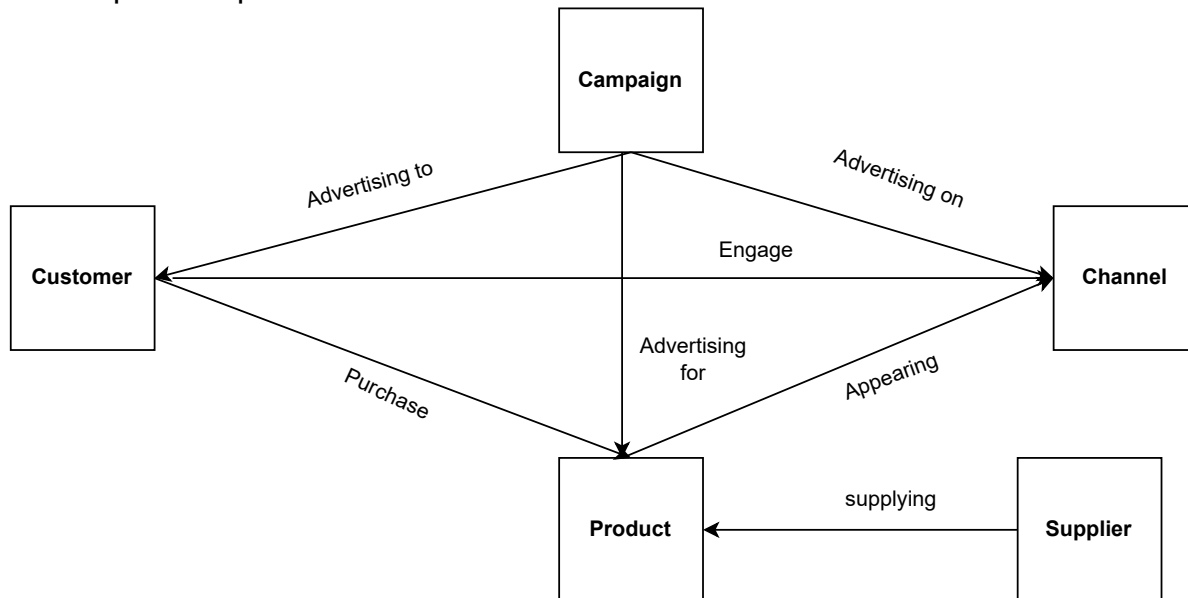 Campaign
Advertising to
Advertising on
Customer
Engage
Channel
Advertising
for
Purchase
Appearing
Product
supplying
Supplier